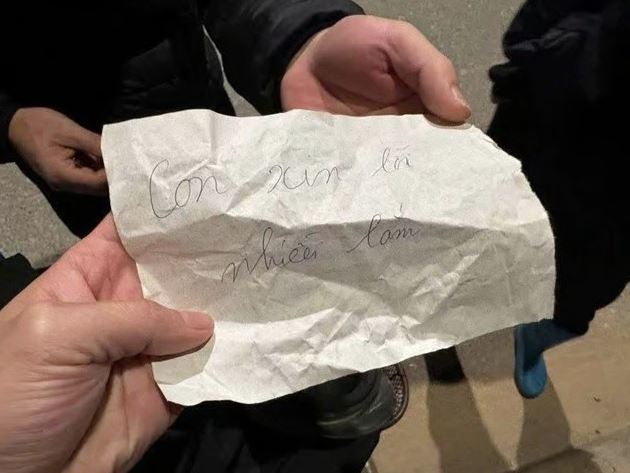 Con xin lỗi
nhiều lắm